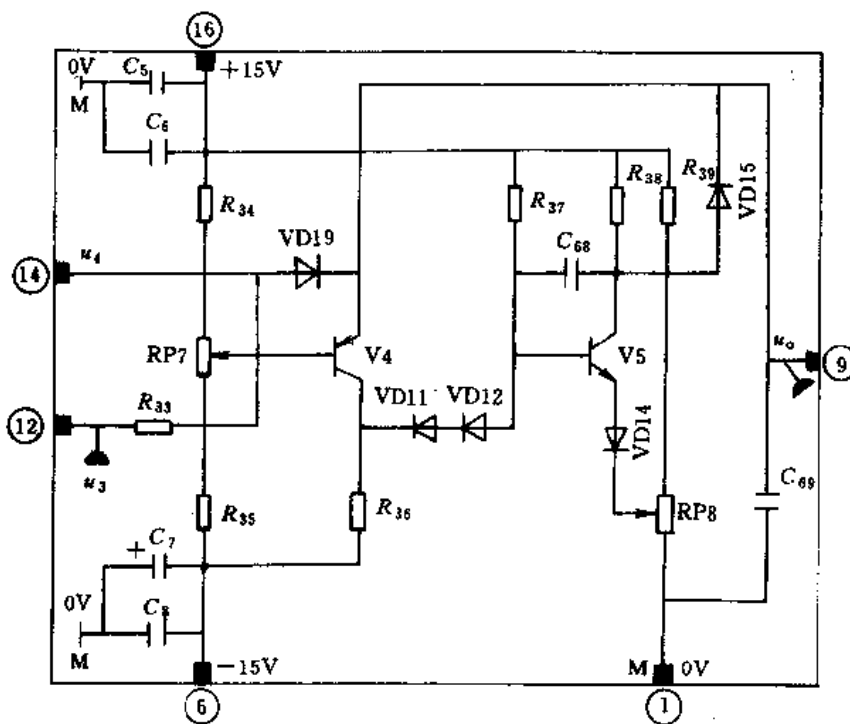 16
0V
C5
+15V
M
C6
R34
R37
R38
R39
VD15
VD19
C68
14
u4
RP7
V4
V5
uo
9
VD11
VD12
VD14
12
R33
u3
R35
R36
RP8
C69
+
C7
0V
C8
M
-15V
M
0V
6
1